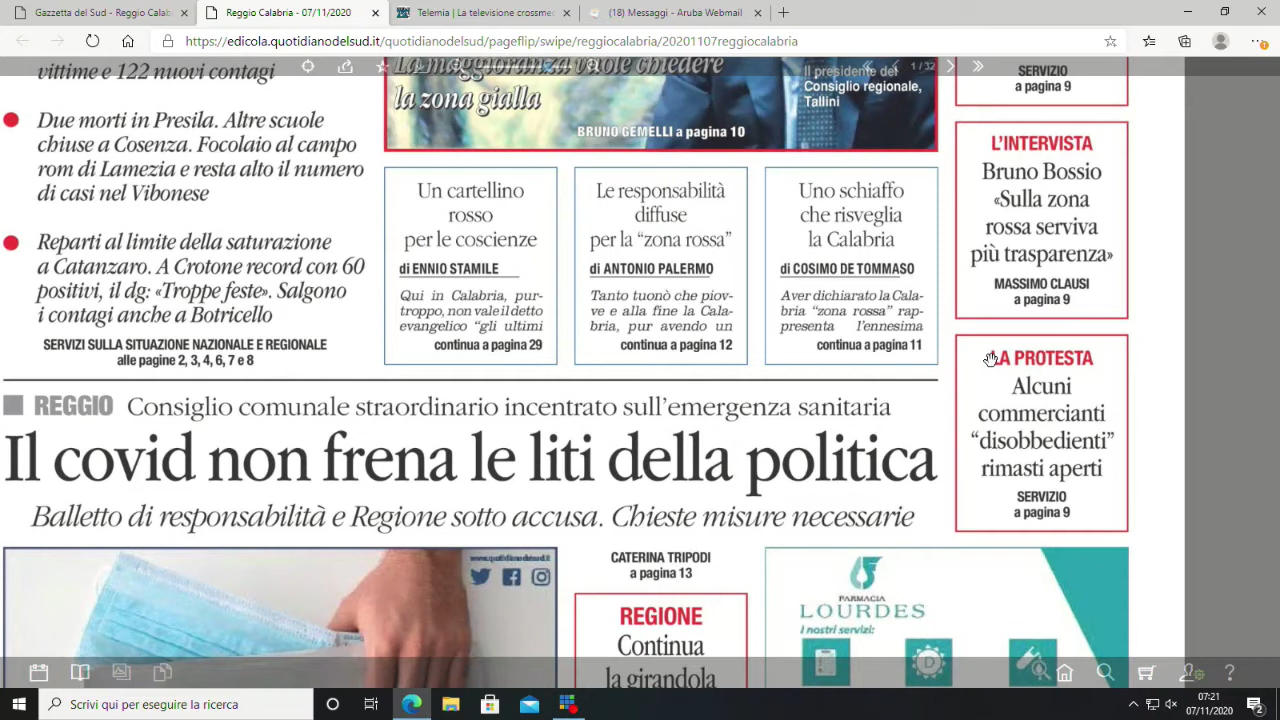 Gazzetta del Sud - Reggio Calab
Reggio Calabria - 07/11/2020
Telemia | La televisione crossme
(18) Messaggi - Aruba Webmail
https://edicola.quotidianodelsud.it/quotidianodelsud/pageflip/swipe/reggiocalabria/20201107reggiocalabria
1 / 32
vittime e 122 nuovi contagi
Due morti in Presila. Altre scuole
chiuse a Cosenza. Focolaio al campo
rom di Lamezia e resta alto il numero
di casi nel Vibonese
Reparti al limite della saturazione
a Catanzaro. A Crotone record con 60
positivi, il dg: «Troppe feste». Salgono
i contagi anche a Botricello
SERVIZI SULLA SITUAZIONE NAZIONALE E REGIONALE
alle pagine 2, 3, 4, 6, 7 e 8
La maggioranza vuole chiedere
la zona gialla
Il presidente del
Consiglio regionale,
Tallini
BRUNO GEMELLI a pagina 10
Un cartellino
rosso
per le coscienze
di ENNIO STAMILE
Qui in Calabria, pur-
troppo, non vale il detto
evangelico “gli ultimi
continua a pagina 29
Le responsabilità
diffuse
per la “zona rossa”
di ANTONIO PALERMO
Tanto tuonò che piov-
ve e alla fine la Cala-
bria, pur avendo un
continua a pagina 12
Uno schiaffo
che risveglia
la Calabria
di COSIMO DE TOMMASO
Aver dichiarato la Cala-
bria “zona rossa” rap-
presenta l’ennesima
continua a pagina 11
SERVIZIO
a pagina 9
L’INTERVISTA
Bruno Bossio
«Sulla zona
rossa serviva
più trasparenza»
MASSIMO CLAUSI
a pagina 9
LA PROTESTA
Alcuni
commercianti
“disobbedienti”
rimasti aperti
SERVIZIO
a pagina 9
REGGIO Consiglio comunale straordinario incentrato sull’emergenza sanitaria
Il covid non frena le liti della politica
Balletto di responsabilità e Regione sotto accusa. Chieste misure necessarie
www.quotidianodelsud.it
CATERINA TRIPODI
a pagina 13
REGIONE
Continua
la girandola
FARMACIA
LOURDES
I nostri servizi:
D
Scrivi qui per eseguire la ricerca
07:21
07/11/2020
2